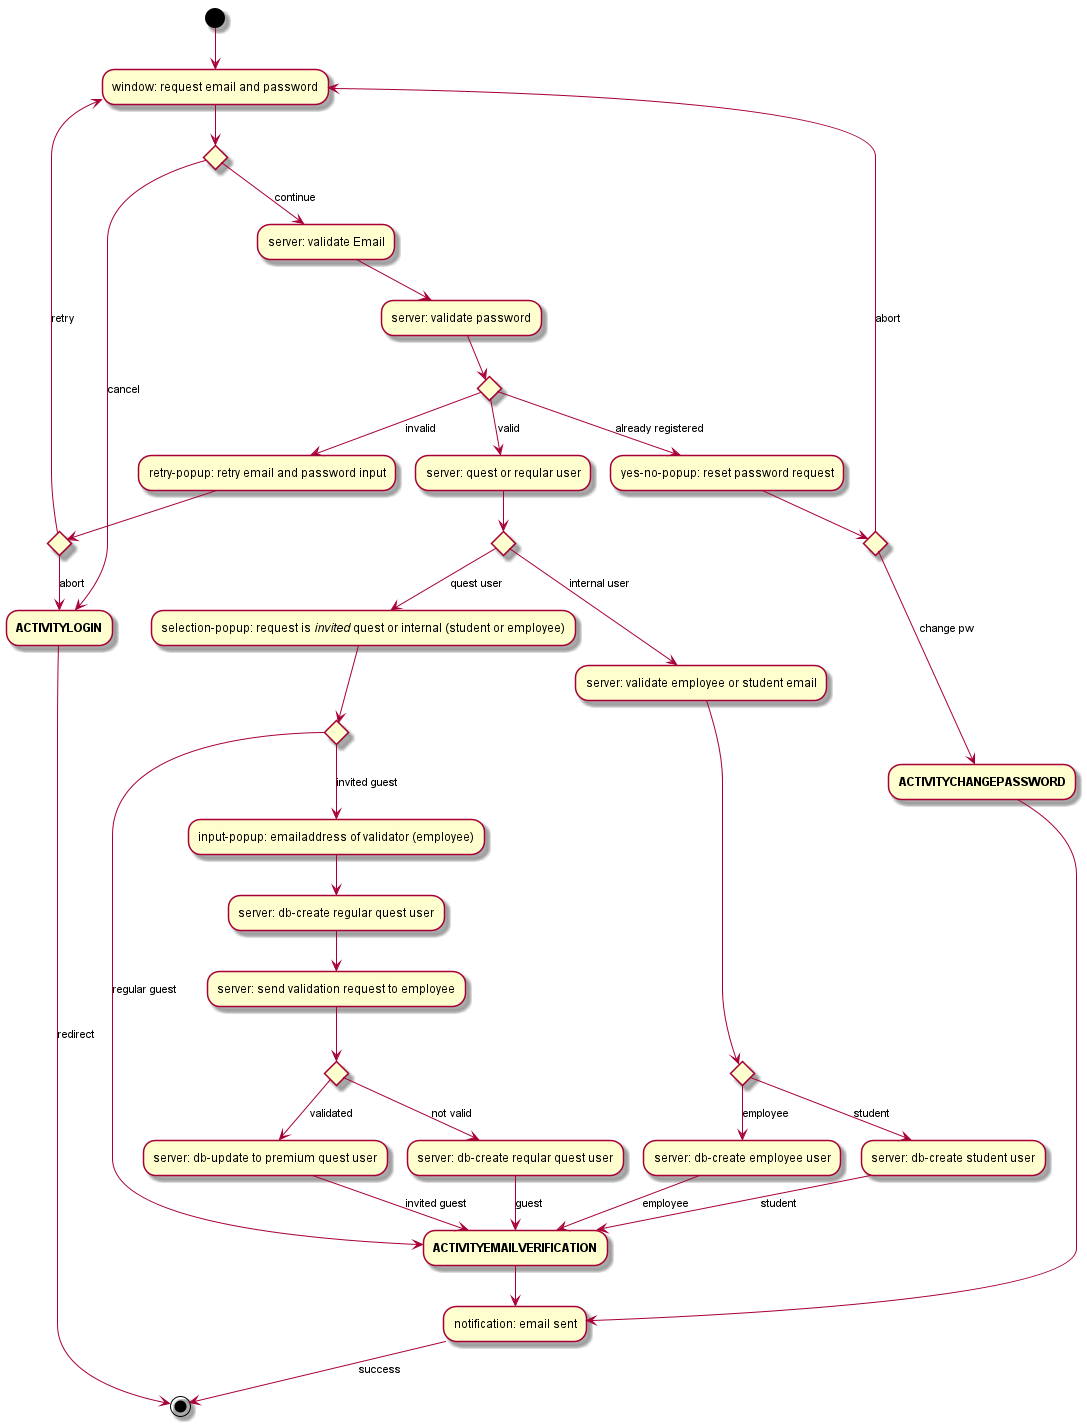 window: request email and password
continue
server: validate Email
server: validate password
retry
abort
cancel
invalid
valid
already registered
retry-popup: retry email and password input
server: quest or reqular user
yes-no-popup: reset password request
abort
quest user
internal user
ACTIVITYLOGIN
selection-popup: request is invited quest or internal (student or employee)
change pw
server: validate employee or student email
invited guest
ACTIVITYCHANGEPASSWORD
input-popup: emailaddress of validator (employee)
server: db-create regular quest user
regular guest
server: send validation request to employee
redirect
validated
not valid
employee
student
server: db-update to premium quest user
server: db-create reqular quest user
server: db-create employee user
server: db-create student user
invited guest
guest
employee
student
ACTIVITYEMAILVERIFICATION
notification: email sent
success